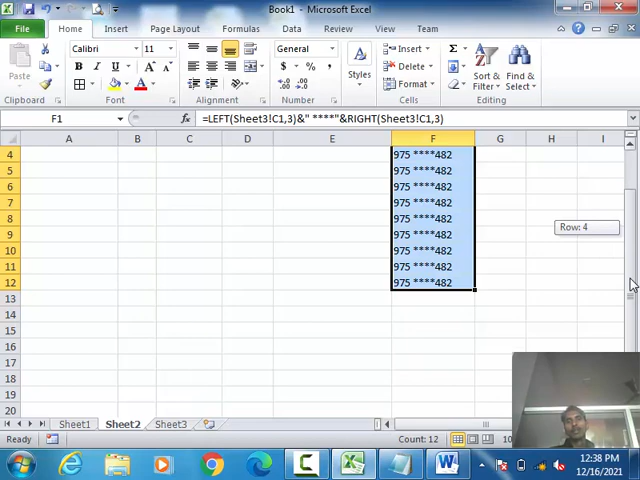 Book1 - Microsoft Excel
File Home Insert Page Layout Formulas Data Review View Team
Paste Calibri 11 General Styles Insert Delete Format Sort & Filter Find & Select
Clipboard Font Alignment Number Cells Editing
F1 fx =LEFT(Sheet3!C1,3)&" ****"&RIGHT(Sheet3!C1,3)
A B C D E F G H I
4 975 ****482
5 975 ****482
6 975 ****482
7 975 ****482
8 975 ****482 Row: 4
9 975 ****482
10 975 ****482
11 975 ****482
12 975 ****482
13
14
15
16
17
18
19
20
Sheet1 Sheet2 Sheet3
Ready Count: 12 10
12:38 PM
12/16/2021